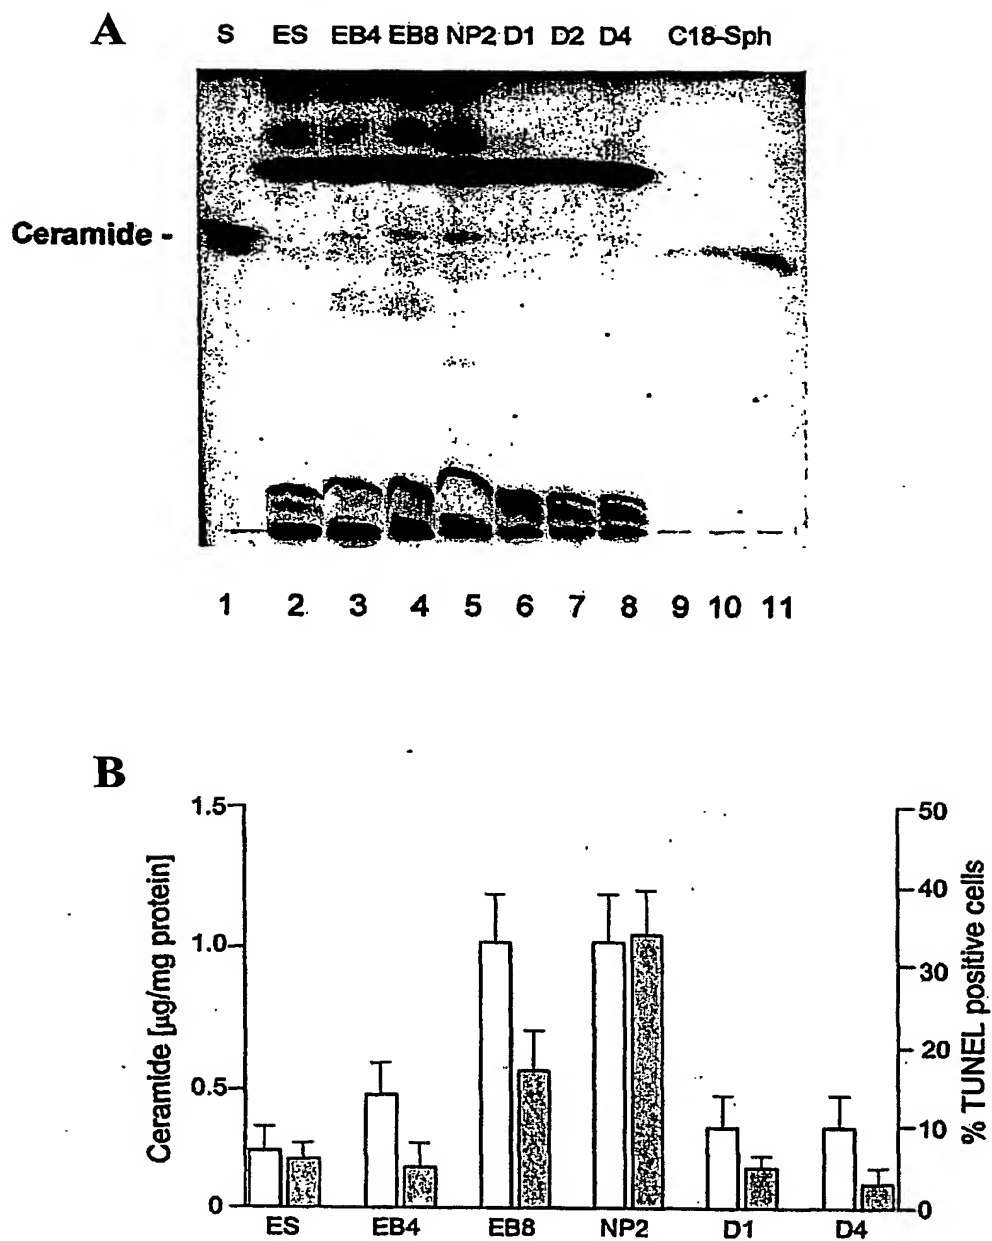 A
S ES EB4 EB8 NP2 D1 D2 D4 C18-Sph
Ceramide -
1 2 3 4 5 6 7 8 9 10 11
B
Ceramide [µg/mg protein]
1.5
1.0
0.5
0
50
40
30
20
10
0
% TUNEL positive cells
ES EB4 EB8 NP2 D1 D4